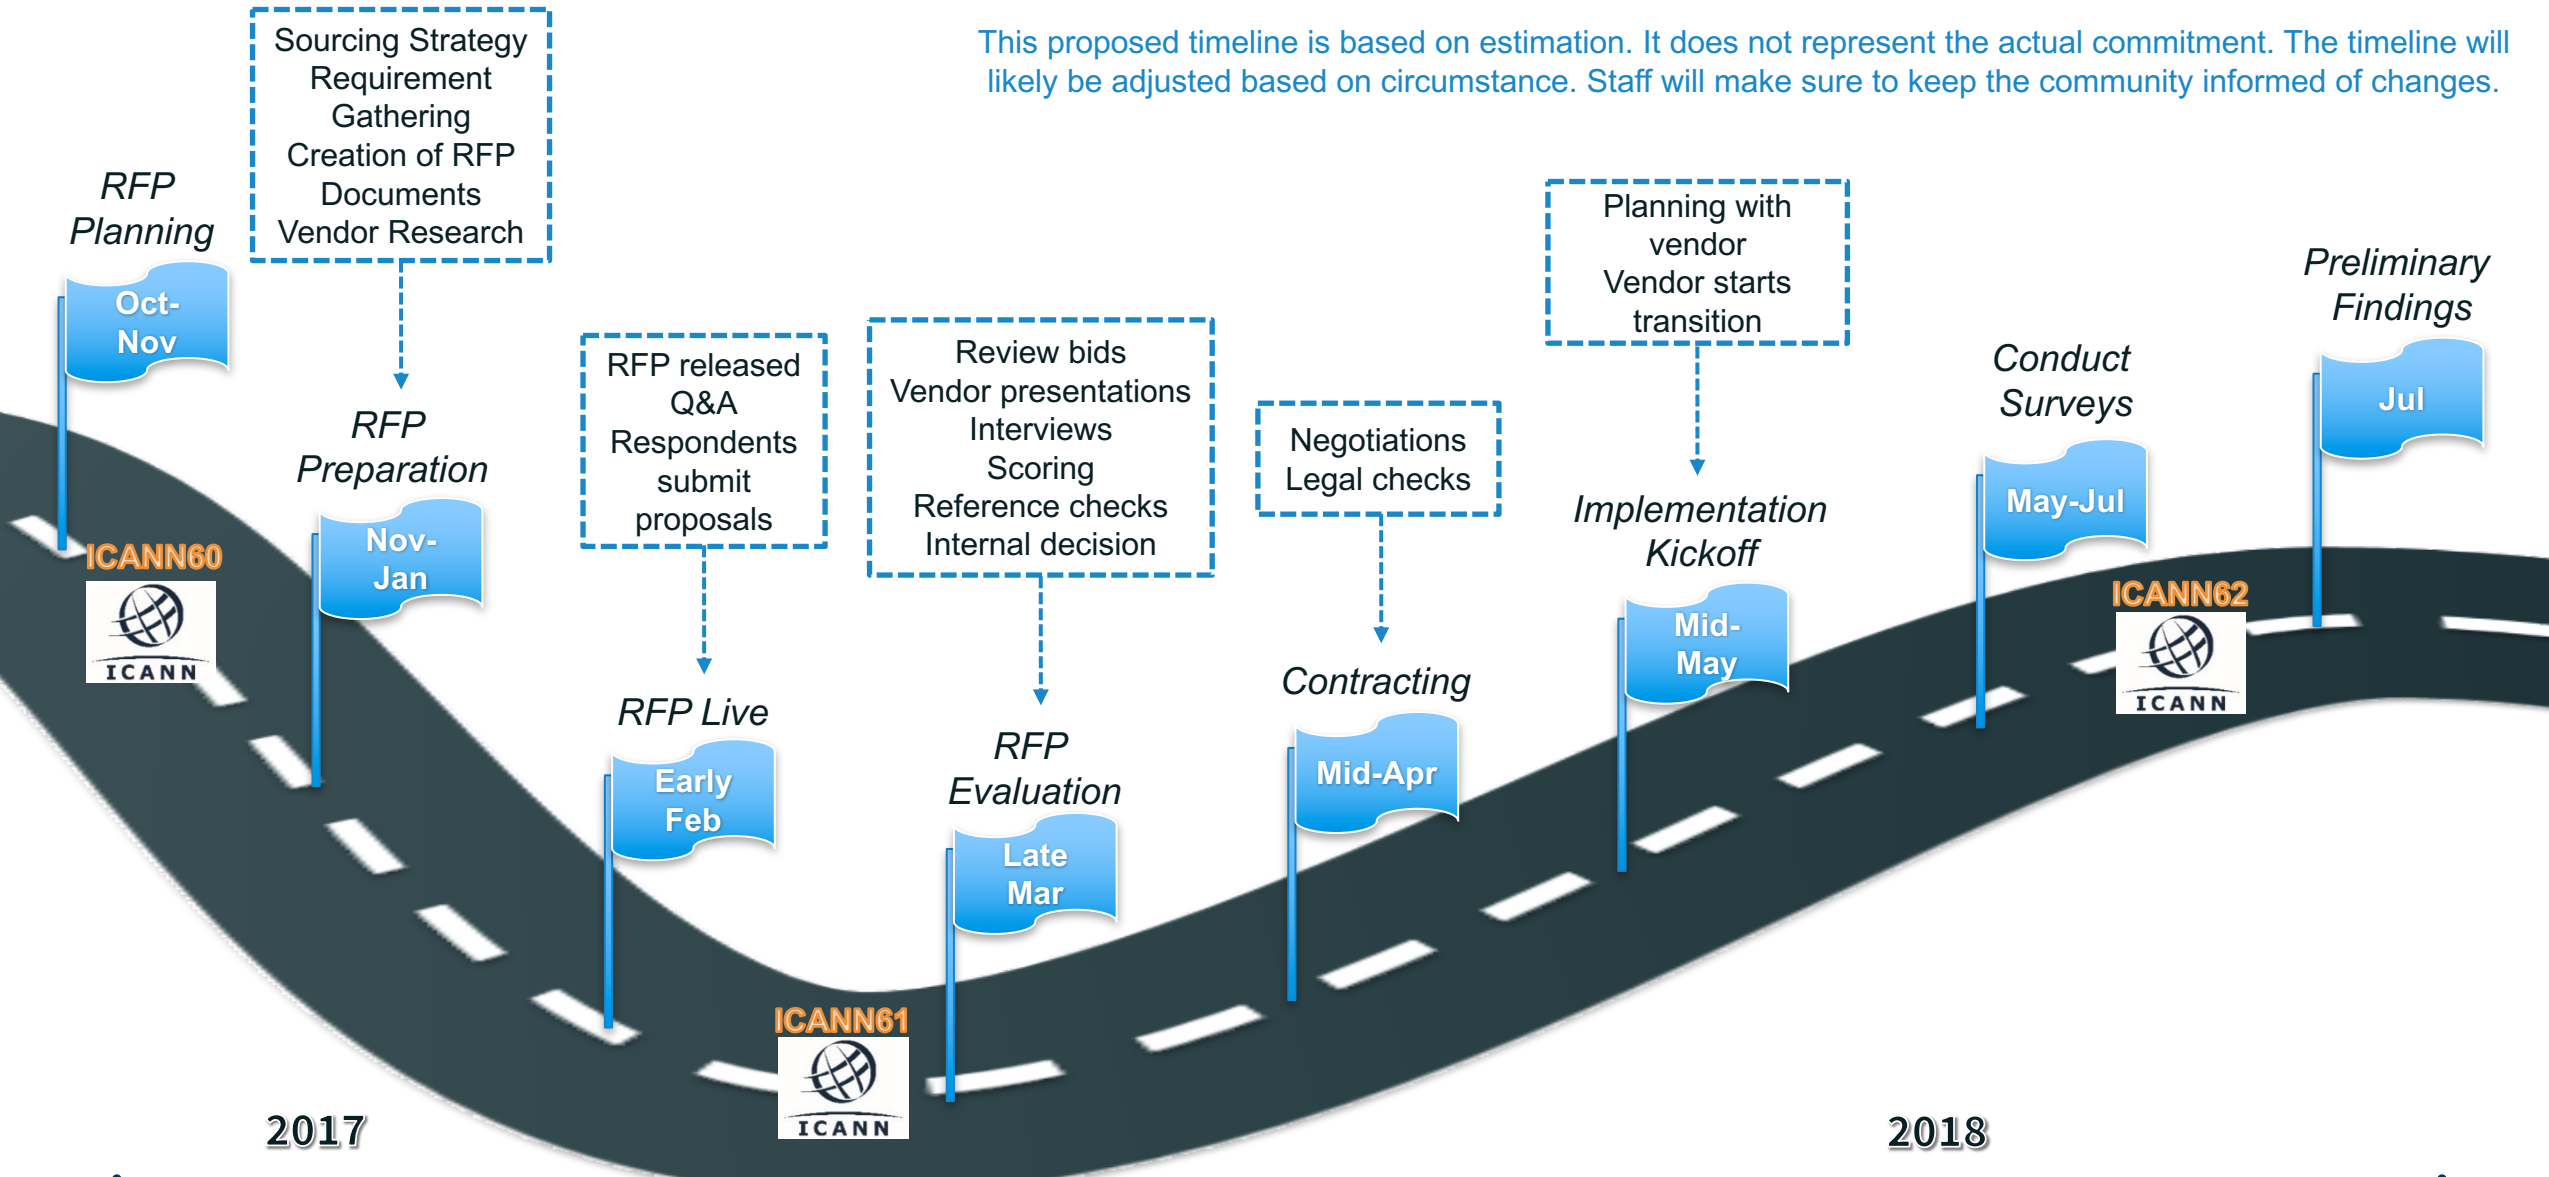 This proposed timeline is based on estimation. It does not represent the actual commitment. The timeline will
likely be adjusted based on circumstance. Staff will make sure to keep the community informed of changes.
RFP
Planning
Oct-
Nov
ICANN60
ICANN
Sourcing Strategy
Requirement
Gathering
Creation of RFP
Documents
Vendor Research
RFP
Preparation
Nov-
Jan
RFP released
Q&A
Respondents
submit
proposals
RFP Live
Early
Feb
ICANN61
ICANN
Review bids
Vendor presentations
Interviews
Scoring
Reference checks
Internal decision
RFP
Evaluation
Late
Mar
Negotiations
Legal checks
Contracting
Mid-Apr
Planning with
vendor
Vendor starts
transition
Implementation
Kickoff
Mid-
May
Conduct
Surveys
May-Jul
ICANN62
ICANN
Preliminary
Findings
Jul
2017
2018